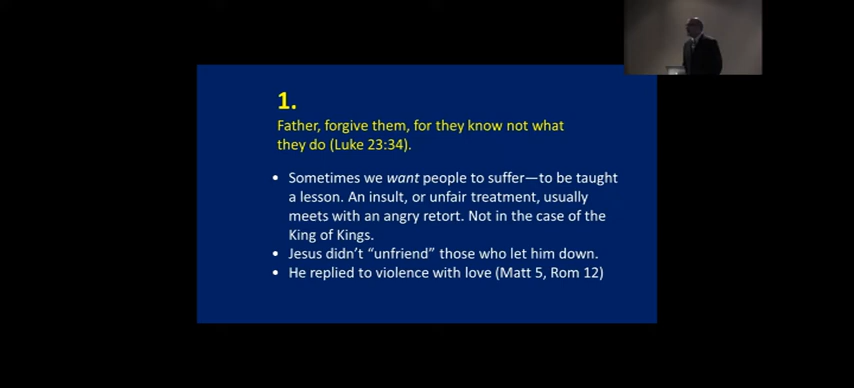 1.
Father, forgive them, for they know not what
they do (Luke 23:34).
• Sometimes we want people to suffer—to be taught
a lesson. An insult, or unfair treatment, usually
meets with an angry retort. Not in the case of the
King of Kings.
• Jesus didn’t “unfriend” those who let him down.
• He replied to violence with love (Matt 5, Rom 12)